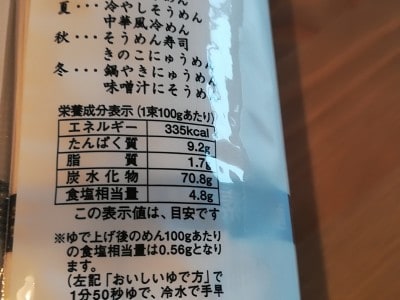 夏・・・冷やしそうめん
中華風冷めん
秋・・・そうめん寿司
きのこにゅうめん
冬・・・鍋やきにゅうめん
味噌汁にそうめん
栄養成分表示(1束100gあたり)
エネルギー 335kcal
たんぱく質 9.2g
脂質 1.7g
炭水化物 70.8g
食塩相当量 4.8g
この表示値は、目安です
※ゆで上げ後のめん100gあたり
の食塩相当量は0.56gとなり
ます。
(左記「おいしいゆで方」で
1分50秒ゆで、冷水で手早